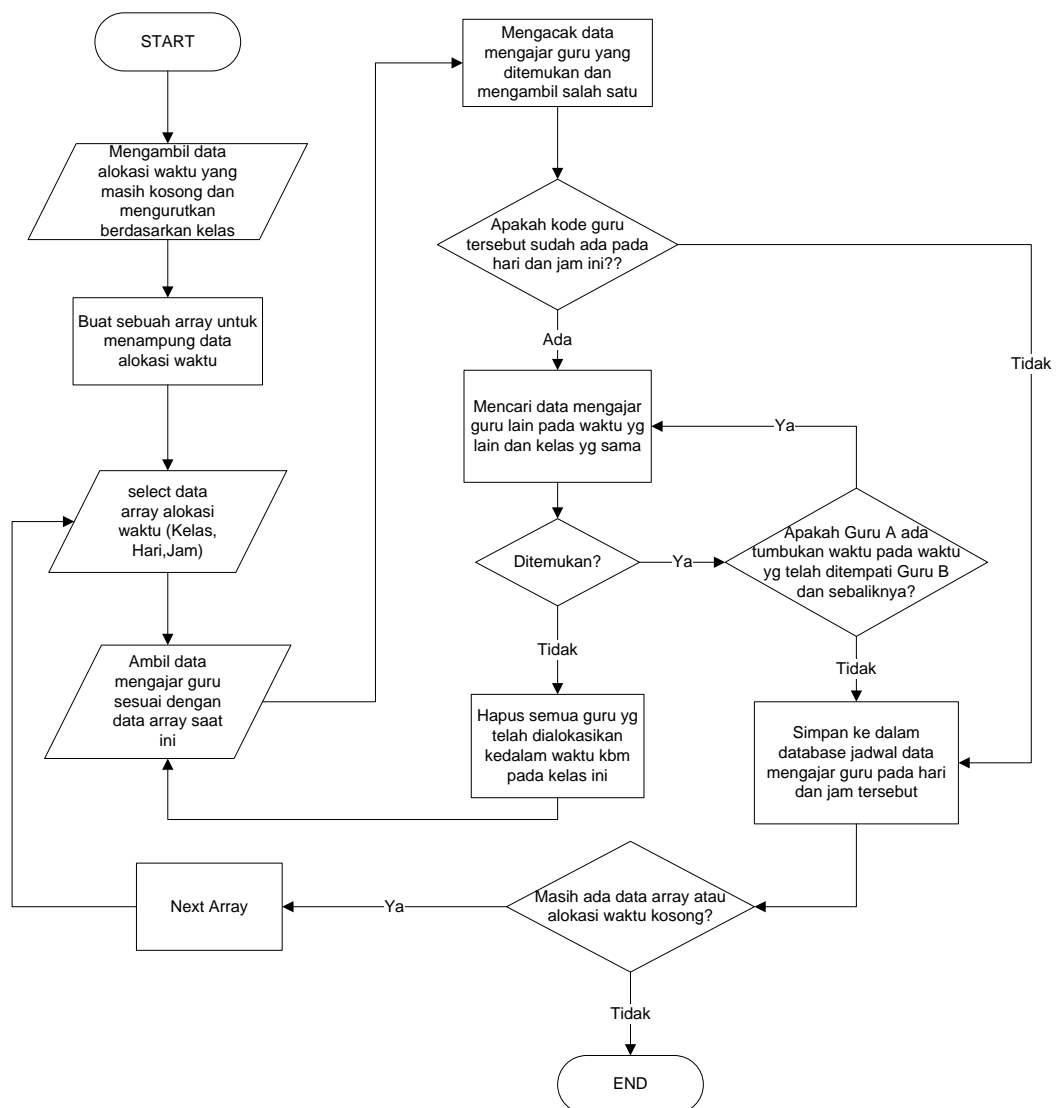 START
Mengambil data
alokasi waktu yang
masih kosong dan
mengurutkan
berdasarkan kelas
Buat sebuah array untuk
menampung data
alokasi waktu
select data
array alokasi
waktu (Kelas,
Hari,Jam)
Ambil data
mengajar guru
sesuai dengan
data array saat
ini
Mengacak data
mengajar guru yang
ditemukan dan
mengambil salah satu
Apakah kode guru
tersebut sudah ada pada
hari dan jam ini??
Ada
Tidak
Mencari data mengajar
guru lain pada waktu yg
lain dan kelas yg sama
Ya
Ditemukan?
Ya
Apakah Guru A ada
tumbukan waktu pada waktu
yg telah ditempati Guru B
dan sebaliknya?
Tidak
Tidak
Hapus semua guru yg
telah dialokasikan
kedalam waktu kbm
pada kelas ini
Simpan ke dalam
database jadwal data
mengajar guru pada hari
dan jam tersebut
Masih ada data array atau
alokasi waktu kosong?
Ya
Next Array
Tidak
END